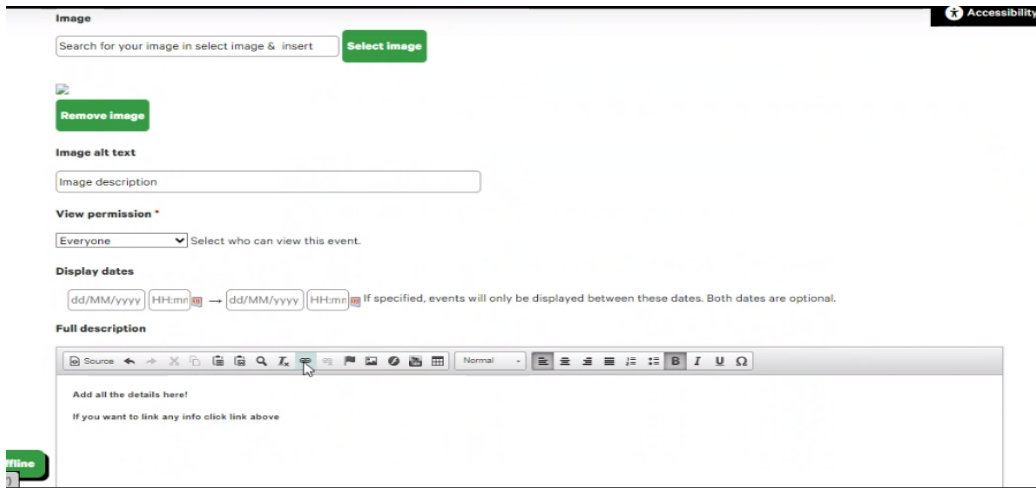 Accessibility
Image
Search for your image in select image & insert Select image
Remove image
Image alt text
Image description
View permission *
Everyone Select who can view this event.
Display dates
dd/MM/yyyy HH:mm → dd/MM/yyyy HH:mm If specified, events will only be displayed between these dates. Both dates are optional.
Full description
Source Normal B I U Ω
Add all the details here!
If you want to link any info click link above
ffline